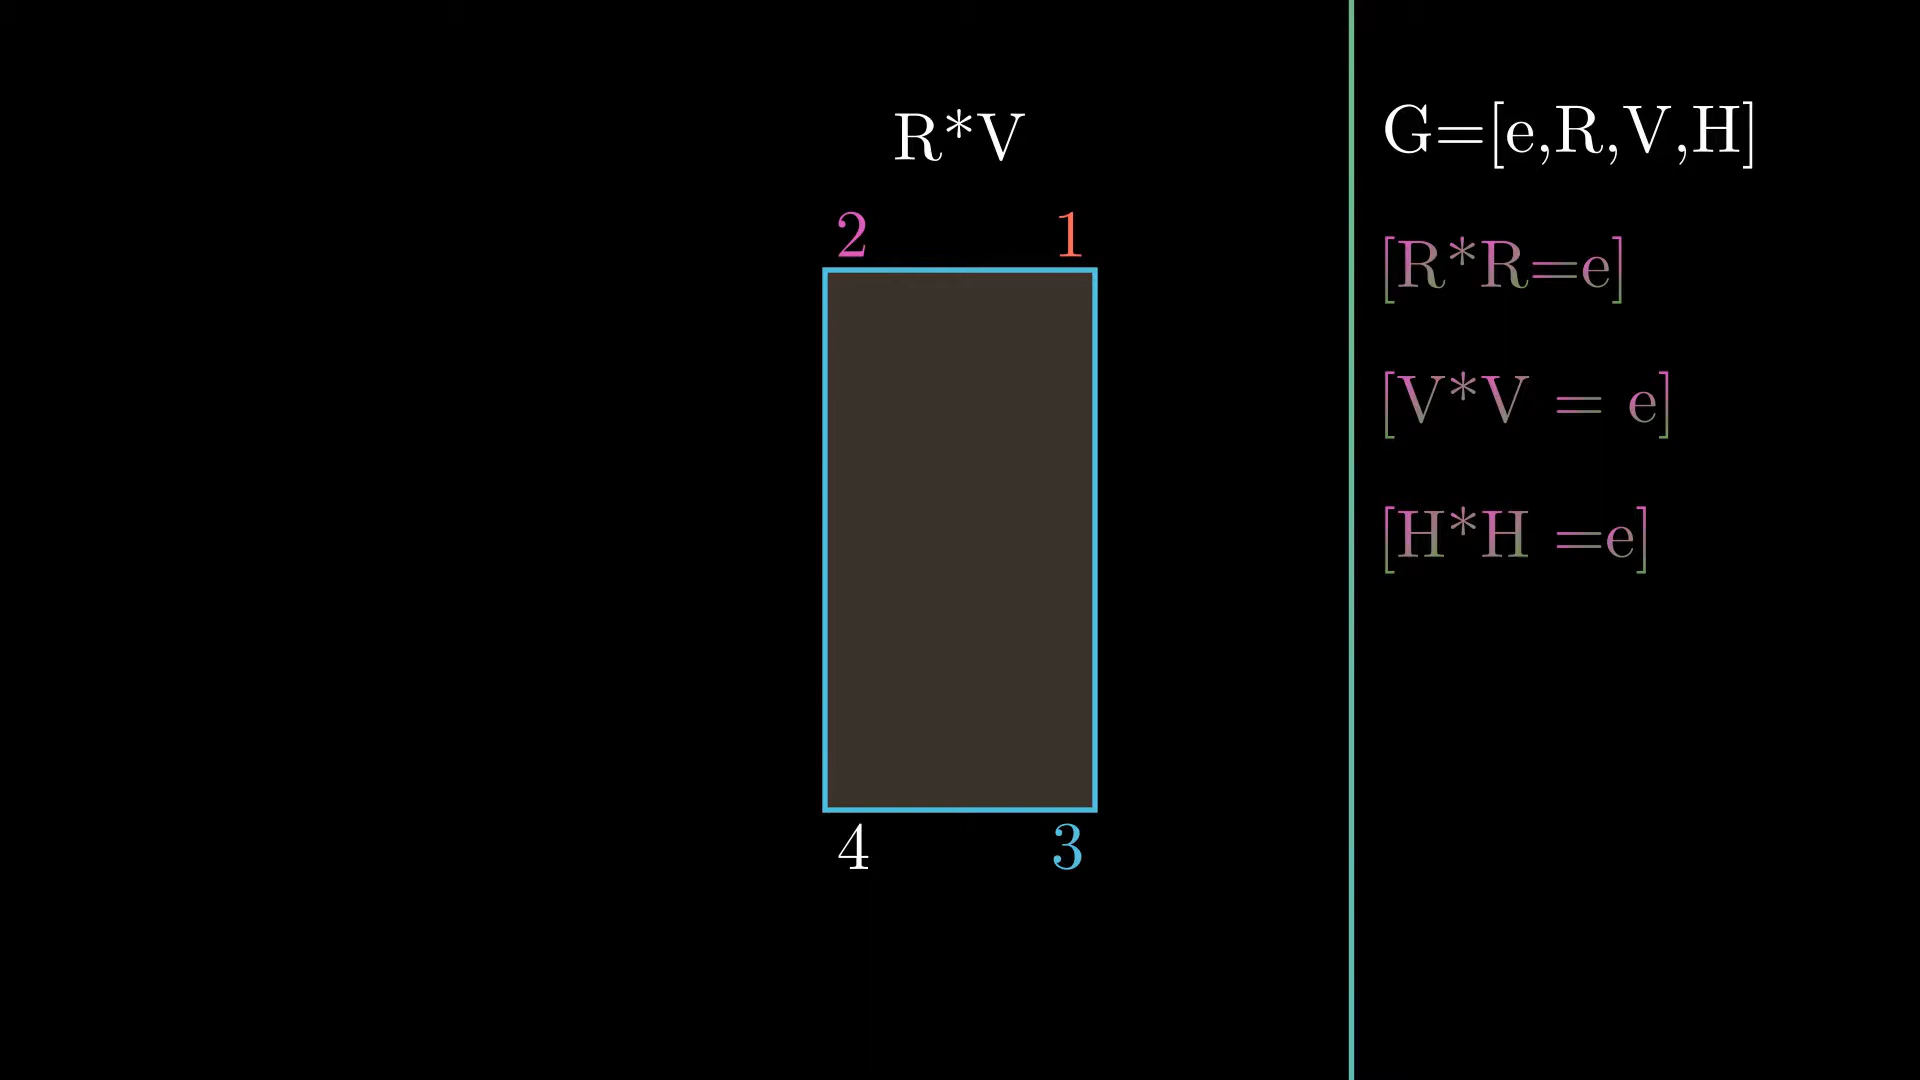 R*V
2 1
4 3
G=[e,R,V,H]
[R*R=e]
[V*V = e]
[H*H =e]